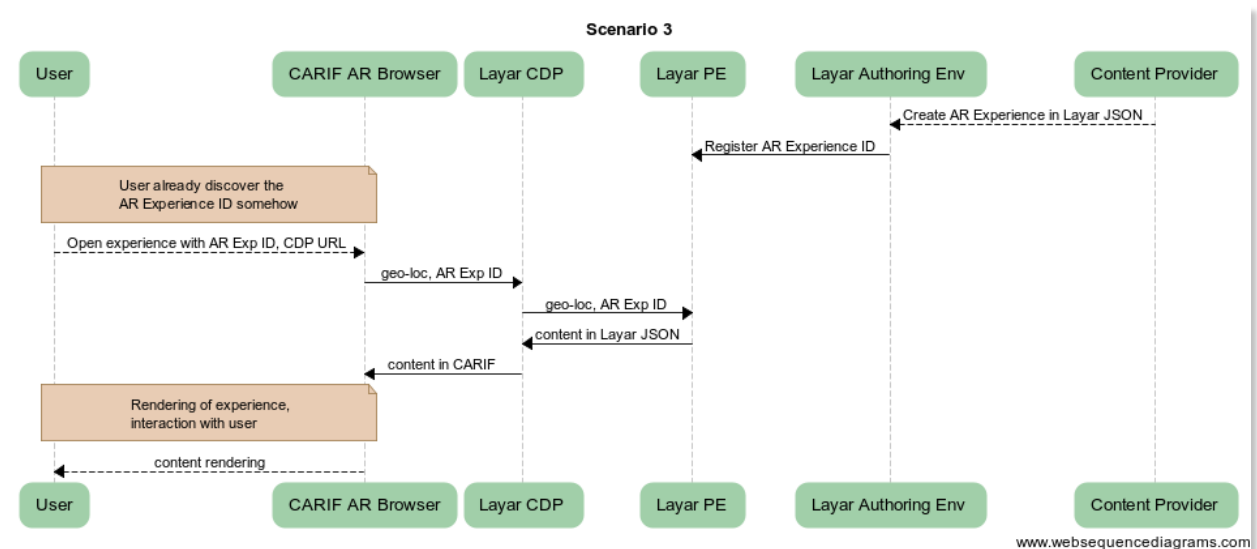 Scenario 3
User
CARIF AR Browser
Layar CDP
Layar PE
Layar Authoring Env
Content Provider
Create AR Experience in Layar JSON
Register AR Experience ID
User already discover the
AR Experience ID somehow
Open experience with AR Exp ID, CDP URL
geo-loc, AR Exp ID
geo-loc, AR Exp ID
content in Layar JSON
content in CARIF
Rendering of experience,
interaction with user
content rendering
User
CARIF AR Browser
Layar CDP
Layar PE
Layar Authoring Env
Content Provider
www.websequencediagrams.com